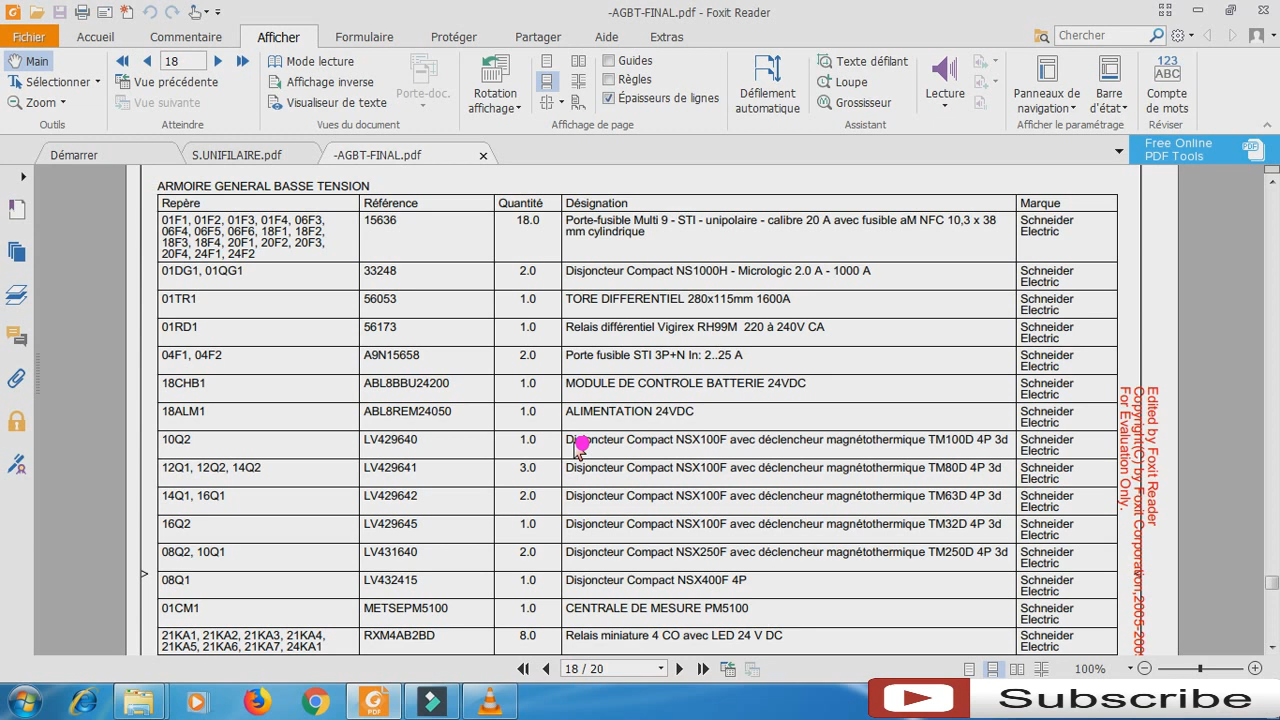 -AGBT-FINAL.pdf - Foxit Reader
Fichier Accueil Commentaire Afficher Formulaire Protéger Partager Aide Extras Chercher
Main
Sélectionner
Zoom
Outils
18
Vue précédente
Vue suivante
Atteindre
Mode lecture
Affichage inverse
Visualiseur de texte
Vues du document
Porte-doc.
Rotation
affichage
Guides
Règles
Épaisseurs de lignes
Affichage de page
Défilement
automatique
Texte défilant
Loupe
Grossisseur
Assistant
Lecture
Panneaux de
navigation
Barre
d'état
Afficher le paramétrage
123
ABC
Compte
de mots
Réviser
Démarrer S.UNIFILAIRE.pdf -AGBT-FINAL.pdf
Free Online
PDF Tools
ARMOIRE GENERAL BASSE TENSION
Repère Référence Quantité Désignation Marque
01F1, 01F2, 01F3, 01F4, 06F3,
06F4, 06F5, 06F6, 18F1, 18F2,
18F3, 18F4, 20F1, 20F2, 20F3,
20F4, 24F1, 24F2
15636 18.0 Porte-fusible Multi 9 - STI - unipolaire - calibre 20 A avec fusible aM NFC 10,3 x 38
mm cylindrique
Schneider
Electric
01DG1, 01QG1 33248 2.0 Disjoncteur Compact NS1000H - Micrologic 2.0 A - 1000 A Schneider
Electric
01TR1 56053 1.0 TORE DIFFERENTIEL 280x115mm 1600A Schneider
Electric
01RD1 56173 1.0 Relais différentiel Vigirex RH99M 220 à 240V CA Schneider
Electric
04F1, 04F2 A9N15658 2.0 Porte fusible STI 3P+N In: 2..25 A Schneider
Electric
18CHB1 ABL8BBU24200 1.0 MODULE DE CONTROLE BATTERIE 24VDC Schneider
Electric
18ALM1 ABL8REM24050 1.0 ALIMENTATION 24VDC Schneider
Electric
10Q2 LV429640 1.0 Disjoncteur Compact NSX100F avec déclencheur magnétothermique TM100D 4P 3d Schneider
Electric
12Q1, 12Q2, 14Q2 LV429641 3.0 Disjoncteur Compact NSX100F avec déclencheur magnétothermique TM80D 4P 3d Schneider
Electric
14Q1, 16Q1 LV429642 2.0 Disjoncteur Compact NSX100F avec déclencheur magnétothermique TM63D 4P 3d Schneider
Electric
16Q2 LV429645 1.0 Disjoncteur Compact NSX100F avec déclencheur magnétothermique TM32D 4P 3d Schneider
Electric
08Q2, 10Q1 LV431640 2.0 Disjoncteur Compact NSX250F avec déclencheur magnétothermique TM250D 4P 3d Schneider
Electric
08Q1 LV432415 1.0 Disjoncteur Compact NSX400F 4P Schneider
Electric
01CM1 METSEPM5100 1.0 CENTRALE DE MESURE PM5100 Schneider
Electric
21KA1, 21KA2, 21KA3, 21KA4,
21KA5, 21KA6, 21KA7, 24KA1
RXM4AB2BD 8.0 Relais miniature 4 CO avec LED 24 V DC Schneider
Electric
Edited by Foxit Reader
Copyright(C) by Foxit Corporation,2005-200
For Evaluation Only.
18 / 20 100%
PDF
Subscribe